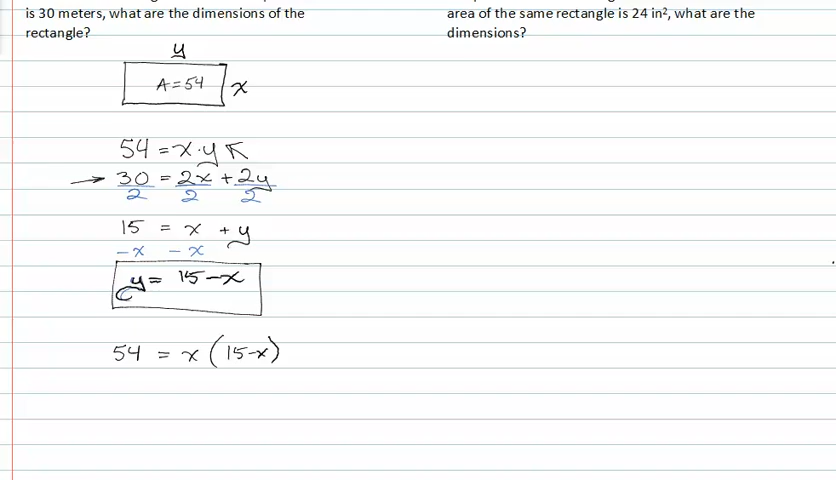 is 30 meters, what are the dimensions of the
rectangle?
y
A = 54
x
54 = x · y
30 = 2x + 2y
2 2 2
15 = x + y
-x -x
y = 15 - x
54 = x (15-x)
area of the same rectangle is 24 in², what are the
dimensions?